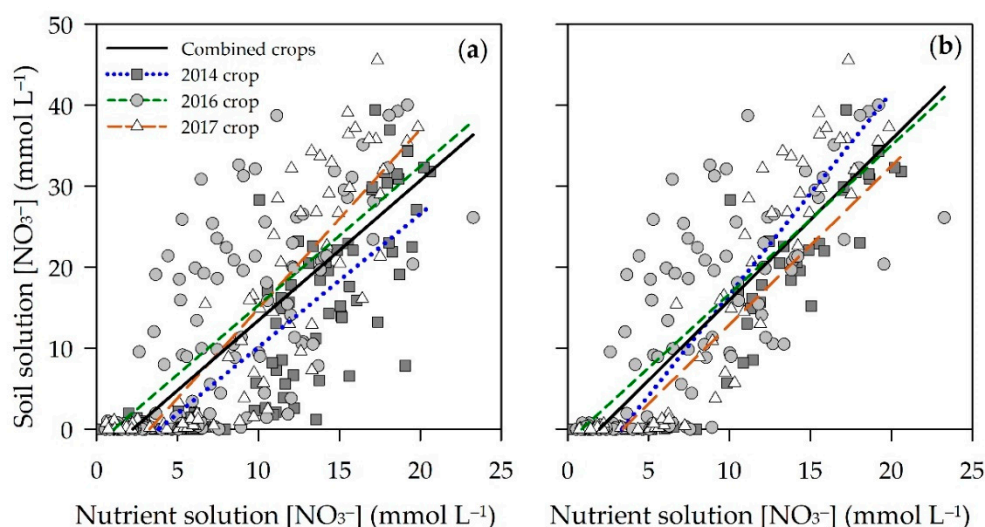 (a)
(b)
Combined crops
2014 crop
2016 crop
2017 crop
Soil solution [NO₃⁻] (mmol L⁻¹)
50
40
30
20
10
0
0 5 10 15 20 25
0 5 10 15 20 25
Nutrient solution [NO₃⁻] (mmol L⁻¹)
Nutrient solution [NO₃⁻] (mmol L⁻¹)